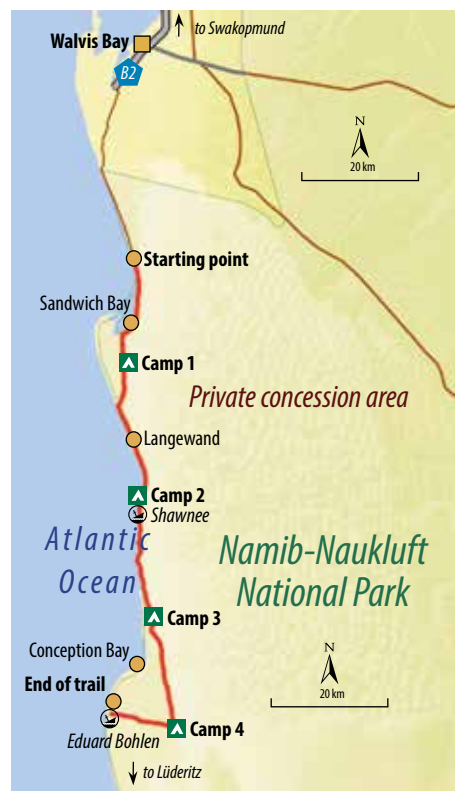 to Swakopmund
Walvis Bay
B2
N
20 km
Starting point
Sandwich Bay
Camp 1
Private concession area
Langewand
Camp 2
Shawnee
Atlantic
Ocean
Namib-Naukluft
National Park
Camp 3
Conception Bay
N
20 km
End of trail
Camp 4
Eduard Bohlen
to Lüderitz